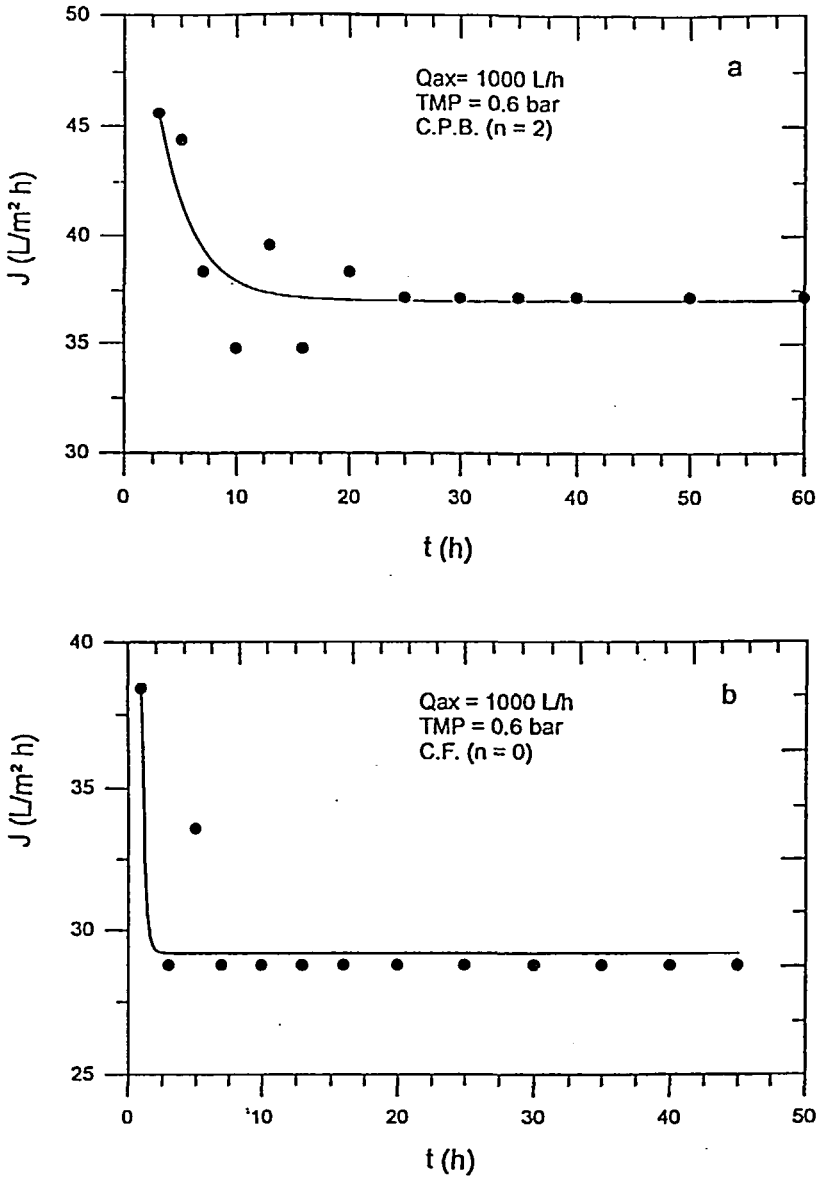 50
45
40
35
30
J (L/m² h)
Qax= 1000 L/h
TMP = 0.6 bar
C.P.B. (n = 2)
a
0 10 20 30 40 50 60
t (h)
40
35
30
25
J (L/m² h)
Qax = 1000 L/h
TMP = 0.6 bar
C.F. (n = 0)
b
0 10 20 30 40 50
t (h)